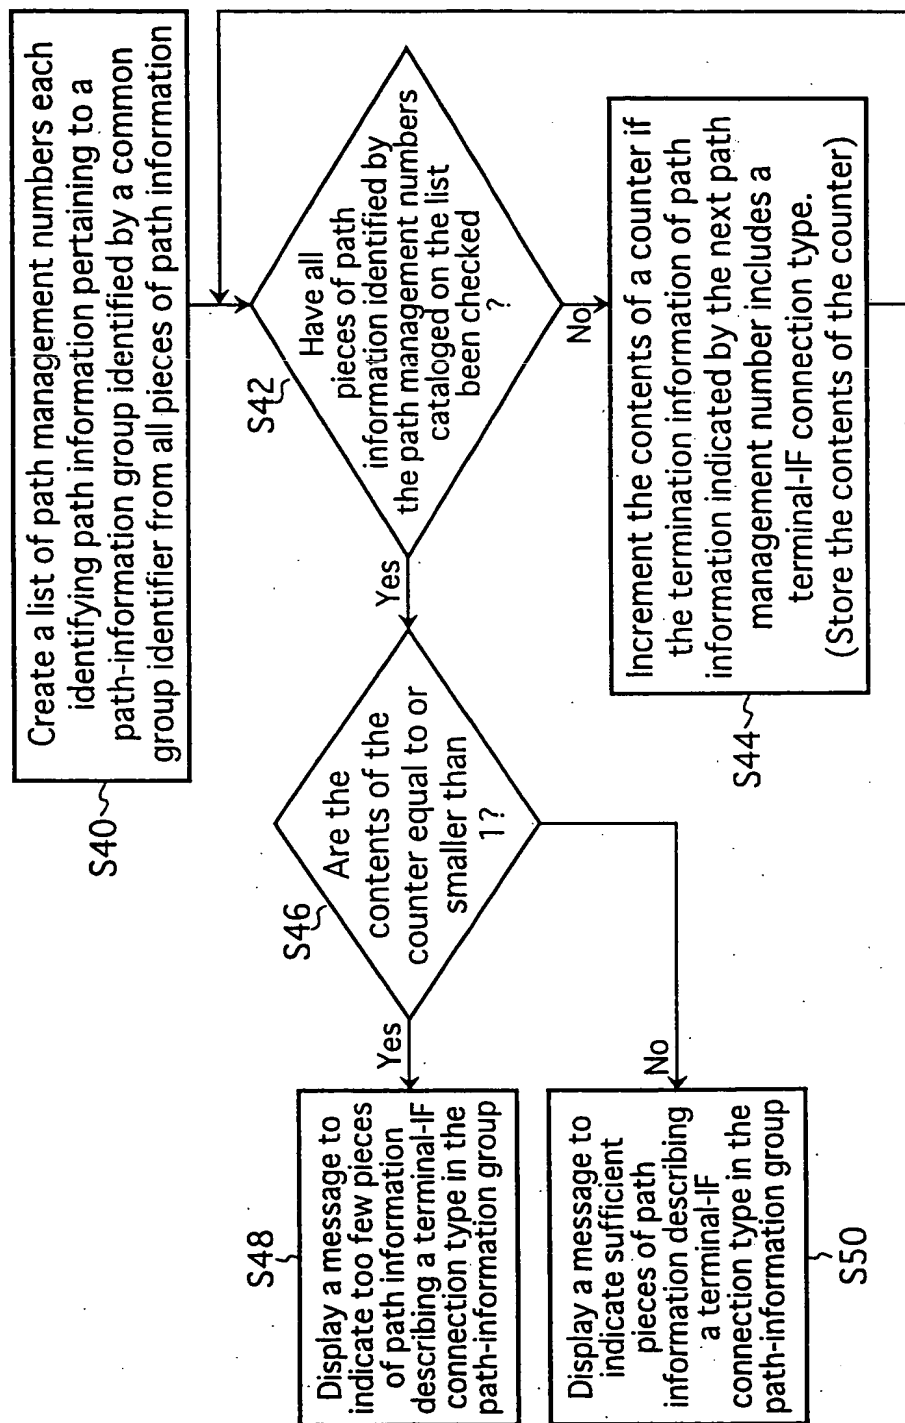 S40
Create a list of path management numbers each
identifying path information pertaining to a
path-information group identified by a common
group identifier from all pieces of path information
S42
Have all
pieces of path
information identified by
the path management numbers
cataloged on the list
been checked
?
No
Yes
S44
Increment the contents of a counter if
the termination information of path
information indicated by the next path
management number includes a
terminal-IF connection type.
(Store the contents of the counter)
S46
Are the
contents of the
counter equal to or
smaller than
1?
Yes
No
S48
Display a message to
indicate too few pieces
of path information
describing a terminal-IF
connection type in the
path-information group
S50
Display a message to
indicate sufficient
pieces of path
information describing
a terminal-IF
connection type in the
path-information group